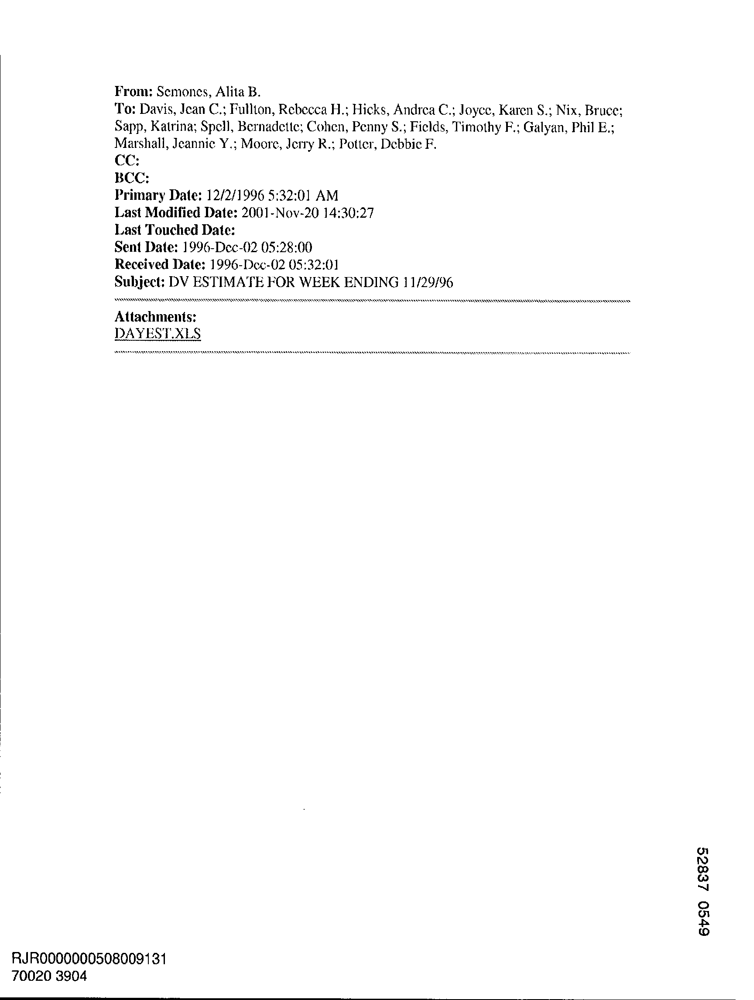 From: Semones, Alita B.
To: Davis, Jean C.; Fullton, Rebecca H.; Hicks, Andrea C.; Joyce, Karen S.; Nix, Bruce;
Sapp, Katrina; Spell, Bernadette; Cohen, Penny S.; Fields, Timothy F.; Galyan, Phil E.;
Marshall, Jeannie Y.; Moore, Jerry R.; Potter, Debbie F.
CC:
BCC:
Primary Date: 12/2/1996 5:32:01 AM
Last Modified Date: 2001-Nov-20 14:30:27
Last Touched Date:
Sent Date: 1996-Dec-02 05:28:00
Received Date: 1996-Dec-02 05:32:01
Subject: DV ESTIMATE FOR WEEK ENDING 11/29/96
Attachments:
DAYEST.XLS
52837 0549
RJR0000000508009131
70020 3904